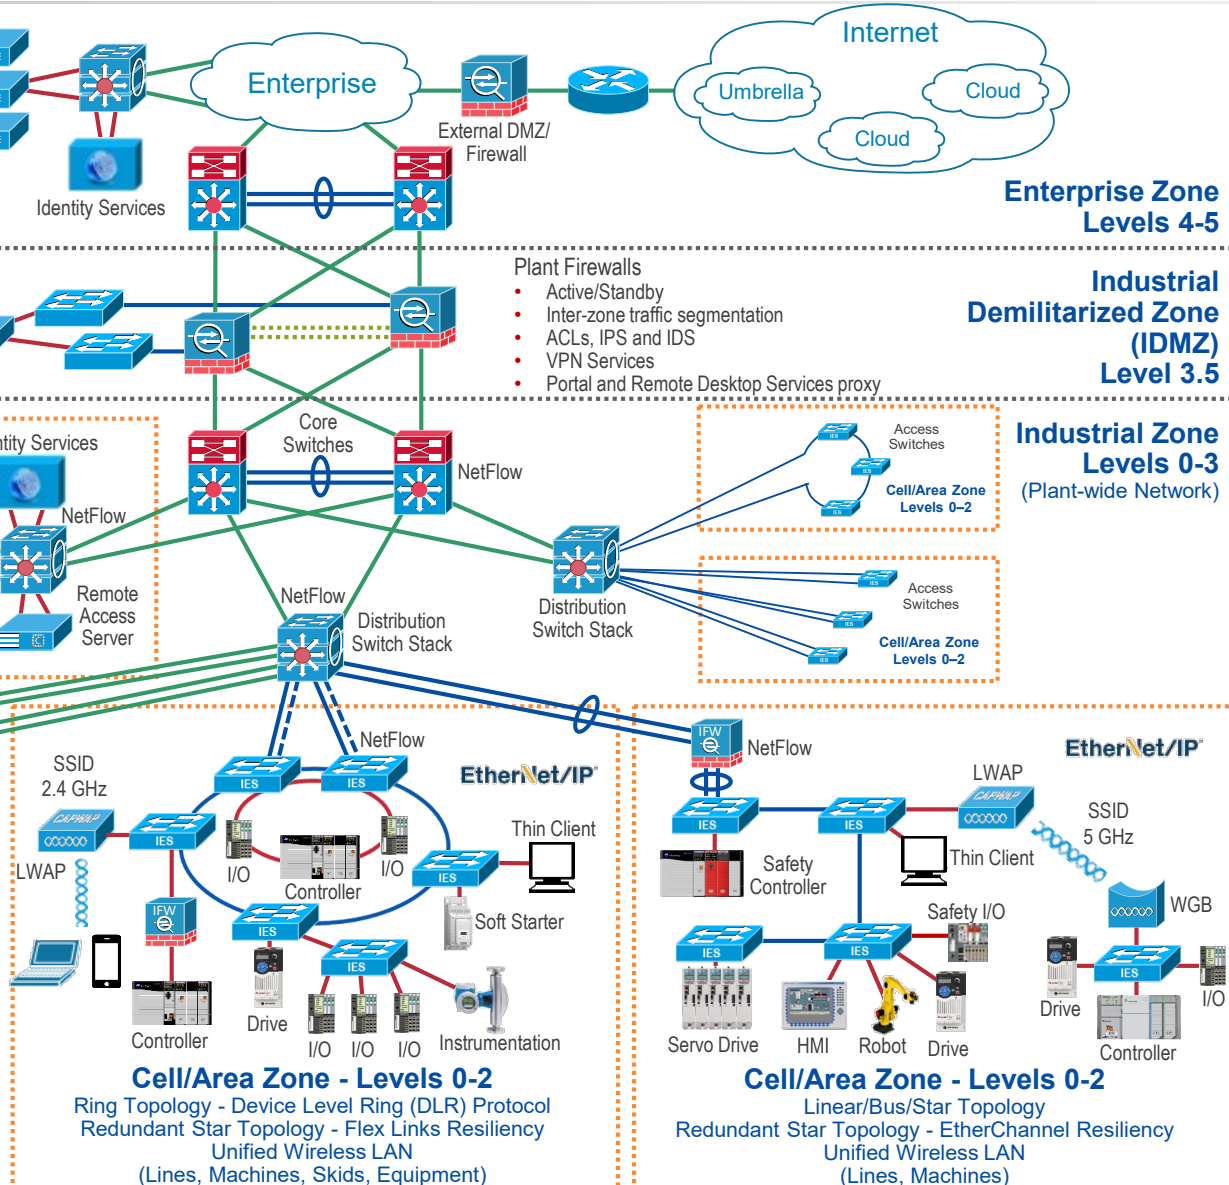 Internet
Umbrella
Cloud
Cloud
Enterprise
External DMZ/
Firewall
Identity Services
Enterprise Zone
Levels 4-5
Plant Firewalls
• Active/Standby
• Inter-zone traffic segmentation
• ACLs, IPS and IDS
• VPN Services
• Portal and Remote Desktop Services proxy
Industrial
Demilitarized Zone
(IDMZ)
Level 3.5
Core
Switches
NetFlow
ntity Services
NetFlow
Remote
Access
Server
Access
Switches
IES
IES
IES
Cell/Area Zone
Levels 0–2
Industrial Zone
Levels 0-3
(Plant-wide Network)
Distribution
Switch Stack
Access
Switches
IES
IES
IES
Cell/Area Zone
Levels 0–2
NetFlow
Distribution
Switch Stack
NetFlow
EtherNet/IP
SSID
2.4 GHz
CAPWAP
LWAP
IES
IES
IES
IES
IES
IES
I/O
Controller
I/O
Thin Client
Soft Starter
IFW
Controller
Drive
I/O
I/O
I/O
Instrumentation
Cell/Area Zone - Levels 0-2
Ring Topology - Device Level Ring (DLR) Protocol
Redundant Star Topology - Flex Links Resiliency
Unified Wireless LAN
(Lines, Machines, Skids, Equipment)
IFW
NetFlow
EtherNet/IP
LWAP
CAPWAP
SSID
5 GHz
IES
IES
Safety
Controller
Thin Client
WGB
Safety I/O
IES
IES
IES
Servo Drive
HMI
Robot
Drive
Drive
I/O
Controller
Cell/Area Zone - Levels 0-2
Linear/Bus/Star Topology
Redundant Star Topology - EtherChannel Resiliency
Unified Wireless LAN
(Lines, Machines)